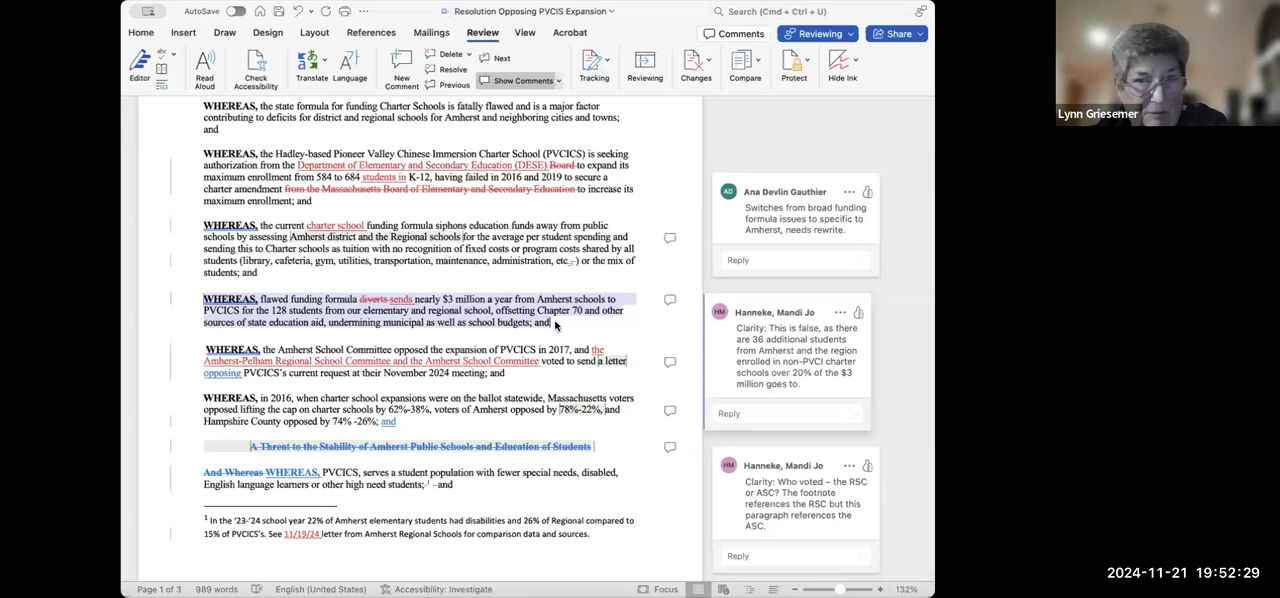 AutoSave
Resolution Opposing PVCIS Expansion
Search (Cmd + Ctrl + U)
Home Insert Draw Design Layout References Mailings Review View Acrobat
Comments Reviewing Share
Editor
Read Aloud
Check Accessibility
Translate Language
New Comment
Delete
Resolve
Previous
Next
Show Comments
Tracking Reviewing Changes Compare Protect Hide Ink
WHEREAS, the state formula for funding Charter Schools is fatally flawed and is a major factor
contributing to deficits for district and regional schools for Amherst and neighboring cities and towns;
and
WHEREAS, the Hadley-based Pioneer Valley Chinese Immersion Charter School (PVCICS) is seeking
authorization from the Department of Elementary and Secondary Education (DESE) Board to expand its
maximum enrollment from 584 to 684 students in K-12, having failed in 2016 and 2019 to secure a
charter amendment from the Massachusetts Board of Elementary and Secondary Education to increase its
maximum enrollment; and
WHEREAS, the current charter school funding formula siphons education funds away from public
schools by assessing Amherst district and the Regional schools for the average per student spending and
sending this to Charter schools as tuition with no recognition of fixed costs or program costs shared by all
students (library, cafeteria, gym, utilities, transportation, maintenance, administration, etc.,) or the mix of
students; and
WHEREAS, flawed funding formula diverts sends nearly $3 million a year from Amherst schools to
PVCICS for the 128 students from our elementary and regional school, offsetting Chapter 70 and other
sources of state education aid, undermining municipal as well as school budgets; and
WHEREAS, the Amherst School Committee opposed the expansion of PVCICS in 2017, and the
Amherst-Pelham Regional School Committee and the Amherst School Committee voted to send a letter
opposing PVCICS's current request at their November 2024 meeting; and
WHEREAS, in 2016, when charter school expansions were on the ballot statewide, Massachusetts voters
opposed lifting the cap on charter schools by 62%-38%, voters of Amherst opposed by 78%-22%, and
Hampshire County opposed by 74% -26%; and
A Threat to the Stability of Amherst Public Schools and Education of Students
And Whereas WHEREAS, PVCICS, serves a student population with fewer special needs, disabled,
English language learners or other high need students; 1 and
1 In the '23-'24 school year 22% of Amherst elementary students had disabilities and 26% of Regional compared to
15% of PVCICS's. See 11/19/24 letter from Amherst Regional Schools for comparison data and sources.
AD Ana Devlin Gauthier
Switches from broad funding
formula issues to specific to
Amherst, needs rewrite.
Reply
HM Hanneke, Mandi Jo
Clarity: This is false, as there
are 36 additional students
from Amherst and the region
enrolled in non-PVCI charter
schools over 20% of the $3
million goes to.
Reply
HM Hanneke, Mandi Jo
Clarity: Who voted – the RSC
or ASC? The footnote
references the RSC but this
paragraph references the
ASC.
Reply
Page 1 of 3 989 words English (United States) Accessibility: Investigate Focus 132%
Lynn Griesemer
2024-11-21 19:52:29